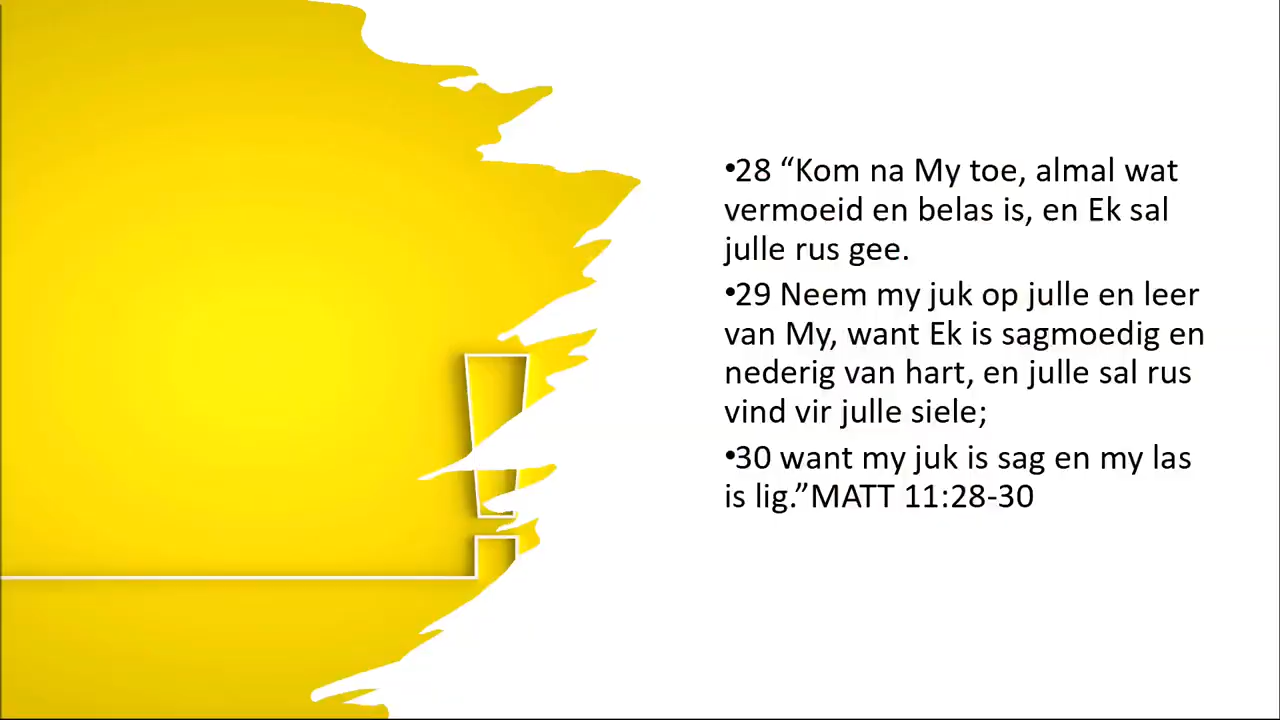 •28 “Kom na My toe, almal wat
vermoeid en belas is, en Ek sal
julle rus gee.
•29 Neem my juk op julle en leer
van My, want Ek is sagmoedig en
nederig van hart, en julle sal rus
vind vir julle siele;
•30 want my juk is sag en my las
is lig.”MATT 11:28-30